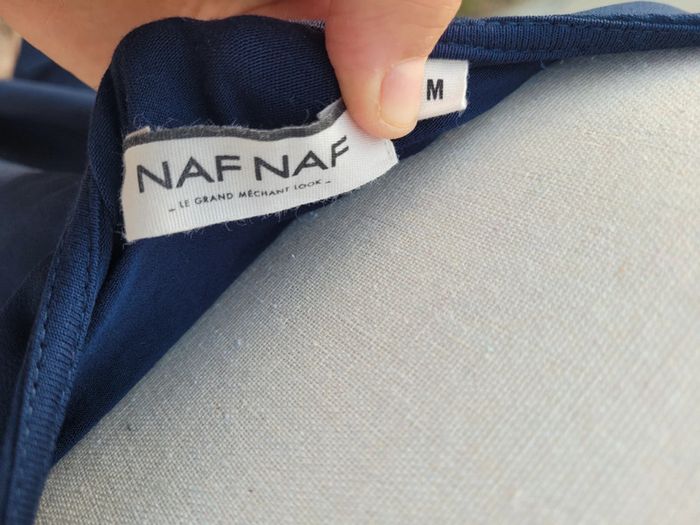 NAF NAF
_ LE GRAND MÉCHANT LOOK _
M